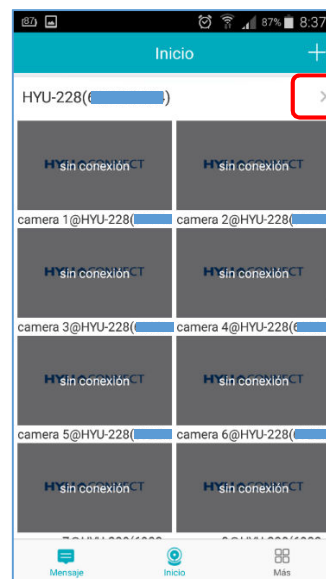 (87) 87% 8:37
Inicio +
HYU-228(
sin conexión sin conexión
camera 1@HYU-228( camera 2@HYU-228(
sin conexión sin conexión
camera 3@HYU-228( camera 4@HYU-228(
sin conexión sin conexión
camera 5@HYU-228( camera 6@HYU-228(
sin conexión sin conexión
Mensaje Inicio Más